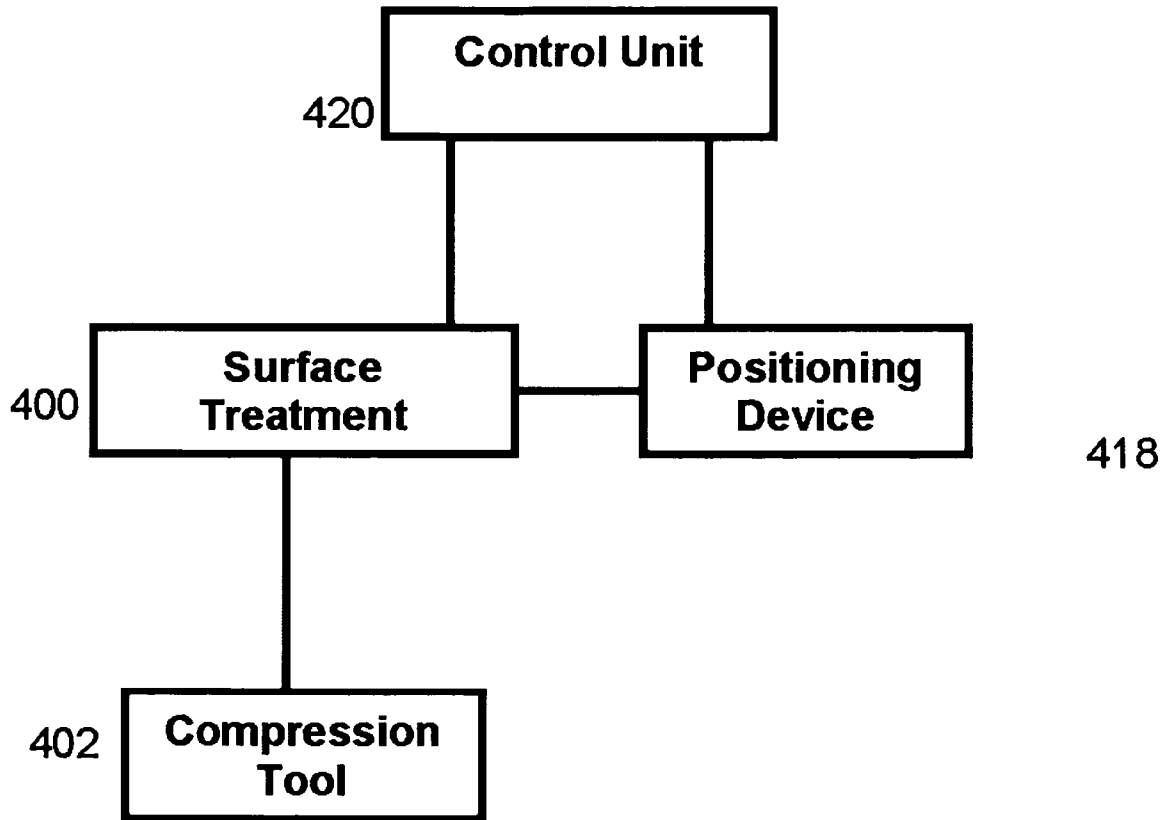 Control Unit
420
Surface
Treatment
400
Positioning
Device
418
Compression
Tool
402